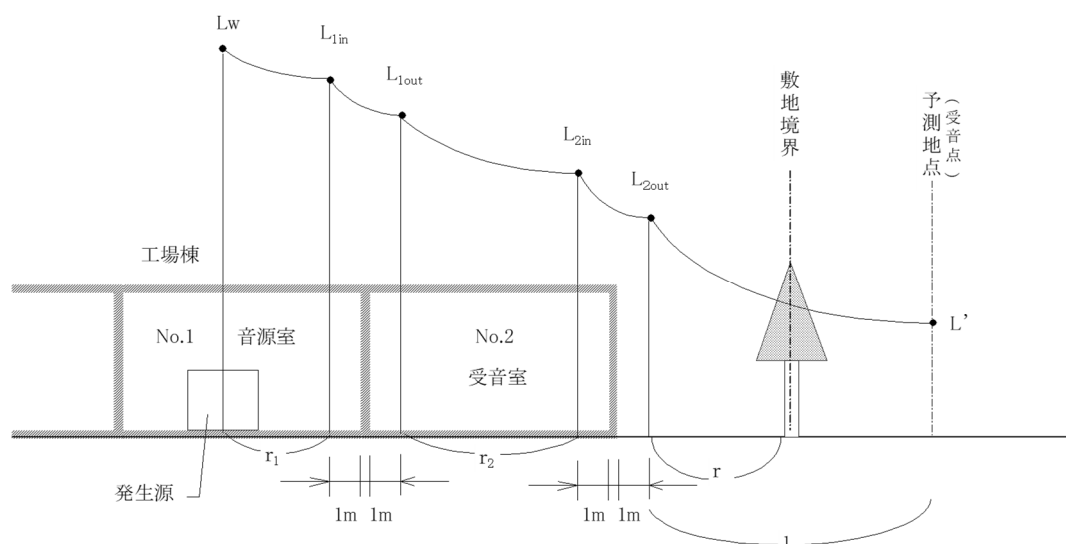 Lw
L1in
L1out
L2in
L2out
敷地境界
予測地点
(受音点)
工場棟
No.1 音源室
No.2
受音室
L'
r1
r2
r
発生源
1m 1m
1m 1m